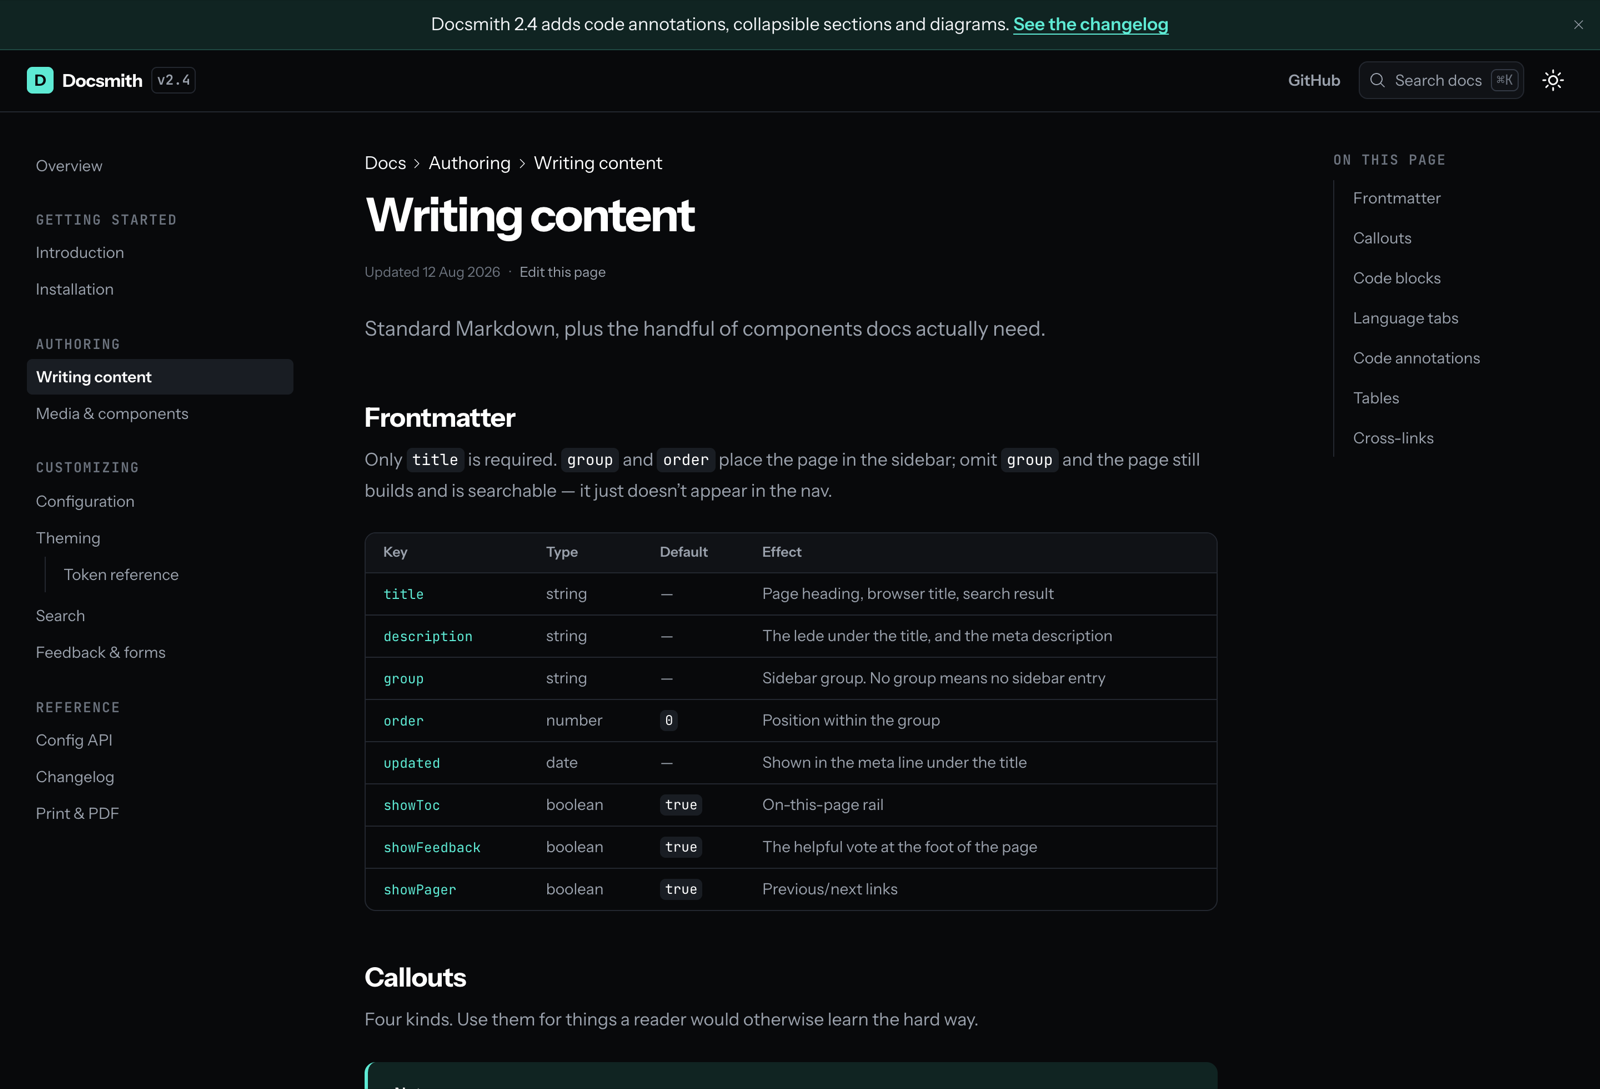 Docsmith 2.4 adds code annotations, collapsible sections and diagrams. See the changelog
D Docsmith v2.4
GitHub
Search docs ⌘K
Overview
GETTING STARTED
Introduction
Installation
AUTHORING
Writing content
Media & components
CUSTOMIZING
Configuration
Theming
Token reference
Search
Feedback & forms
REFERENCE
Config API
Changelog
Print & PDF
Docs > Authoring > Writing content
Writing content
Updated 12 Aug 2026 · Edit this page
Standard Markdown, plus the handful of components docs actually need.
Frontmatter
Only title is required. group and order place the page in the sidebar; omit group and the page still
builds and is searchable — it just doesn’t appear in the nav.
Key Type Default Effect
title string — Page heading, browser title, search result
description string — The lede under the title, and the meta description
group string — Sidebar group. No group means no sidebar entry
order number 0 Position within the group
updated date — Shown in the meta line under the title
showToc boolean true On-this-page rail
showFeedback boolean true The helpful vote at the foot of the page
showPager boolean true Previous/next links
Callouts
Four kinds. Use them for things a reader would otherwise learn the hard way.
ON THIS PAGE
Frontmatter
Callouts
Code blocks
Language tabs
Code annotations
Tables
Cross-links